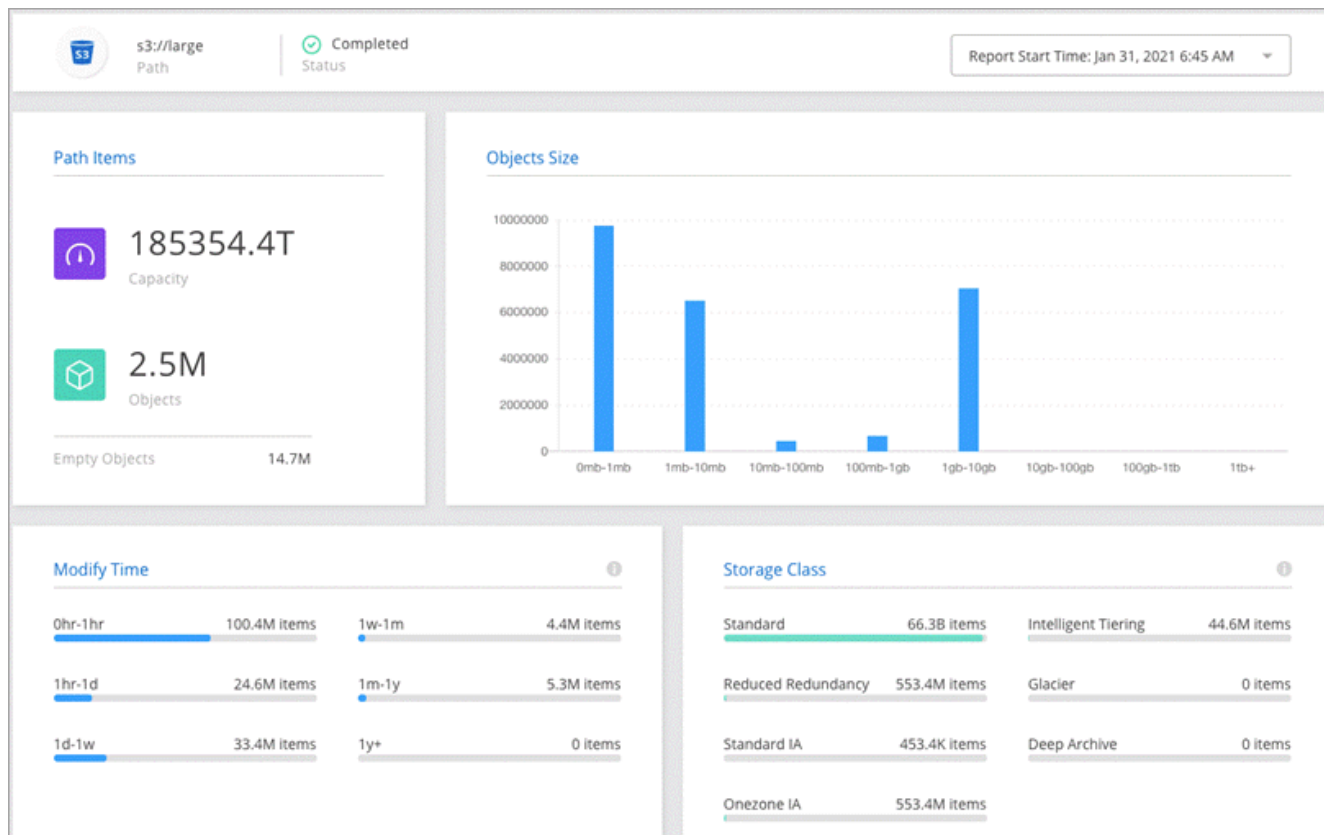 S3
s3://large
Path
Completed
Status
Report Start Time: Jan 31, 2021 6:45 AM
Path Items
185354.4T
Capacity
2.5M
Objects
Empty Objects 14.7M
Objects Size
10000000
8000000
6000000
4000000
2000000
0
0mb-1mb 1mb-10mb 10mb-100mb 100mb-1gb 1gb-10gb 10gb-100gb 100gb-1tb 1tb+
Modify Time
0hr-1hr 100.4M items
1hr-1d 24.6M items
1d-1w 33.4M items
1w-1m 4.4M items
1m-1y 5.3M items
1y+ 0 items
Storage Class
Standard 66.3B items
Reduced Redundancy 553.4M items
Standard IA 453.4K items
Onezone IA 553.4M items
Intelligent Tiering 44.6M items
Glacier 0 items
Deep Archive 0 items